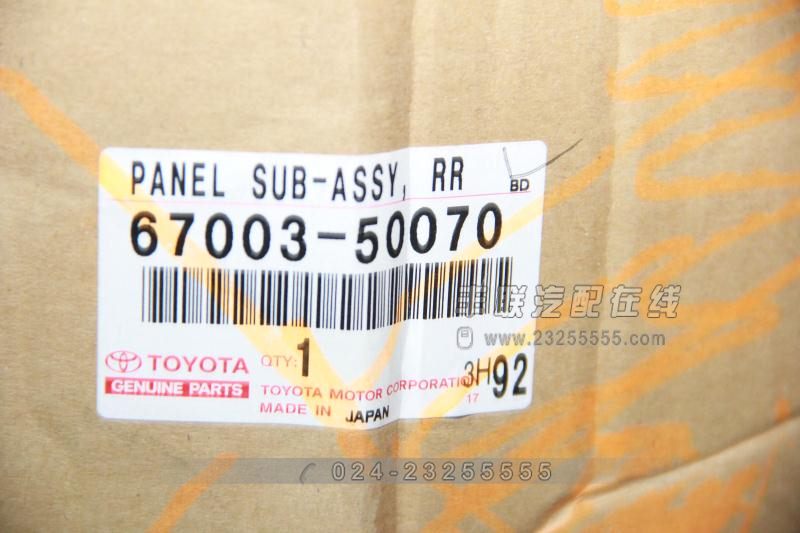 PANEL SUB-ASSY, RR
BD
67003-50070
丰联汽配在线
www.23255555.com
TOYOTA
GENUINE PARTS
QTY: 1
TOYOTA MOTOR CORPORATION
MADE IN JAPAN
3H92
17
024-23255555